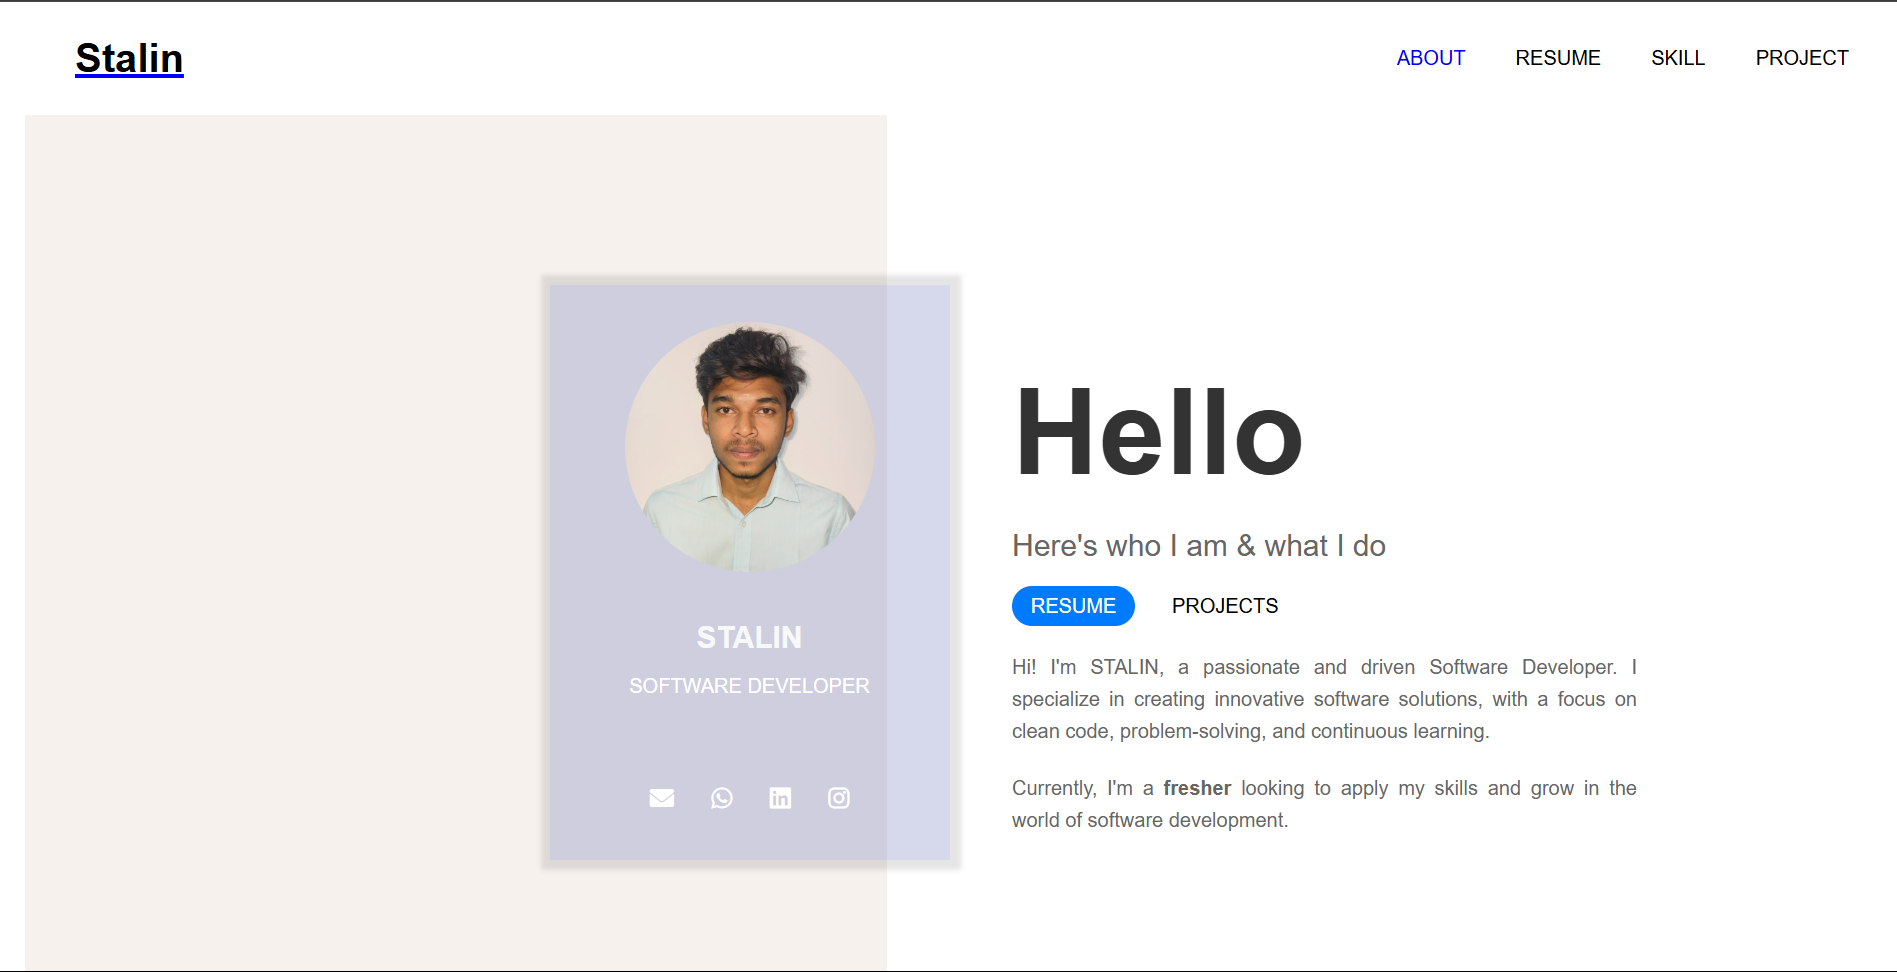 Stalin
ABOUT
RESUME
SKILL
PROJECT
STALIN
SOFTWARE DEVELOPER
Hello
Here's who I am & what I do
RESUME
PROJECTS
Hi! I'm STALIN, a passionate and driven Software Developer. I
specialize in creating innovative software solutions, with a focus on
clean code, problem-solving, and continuous learning.
Currently, I'm a fresher looking to apply my skills and grow in the
world of software development.